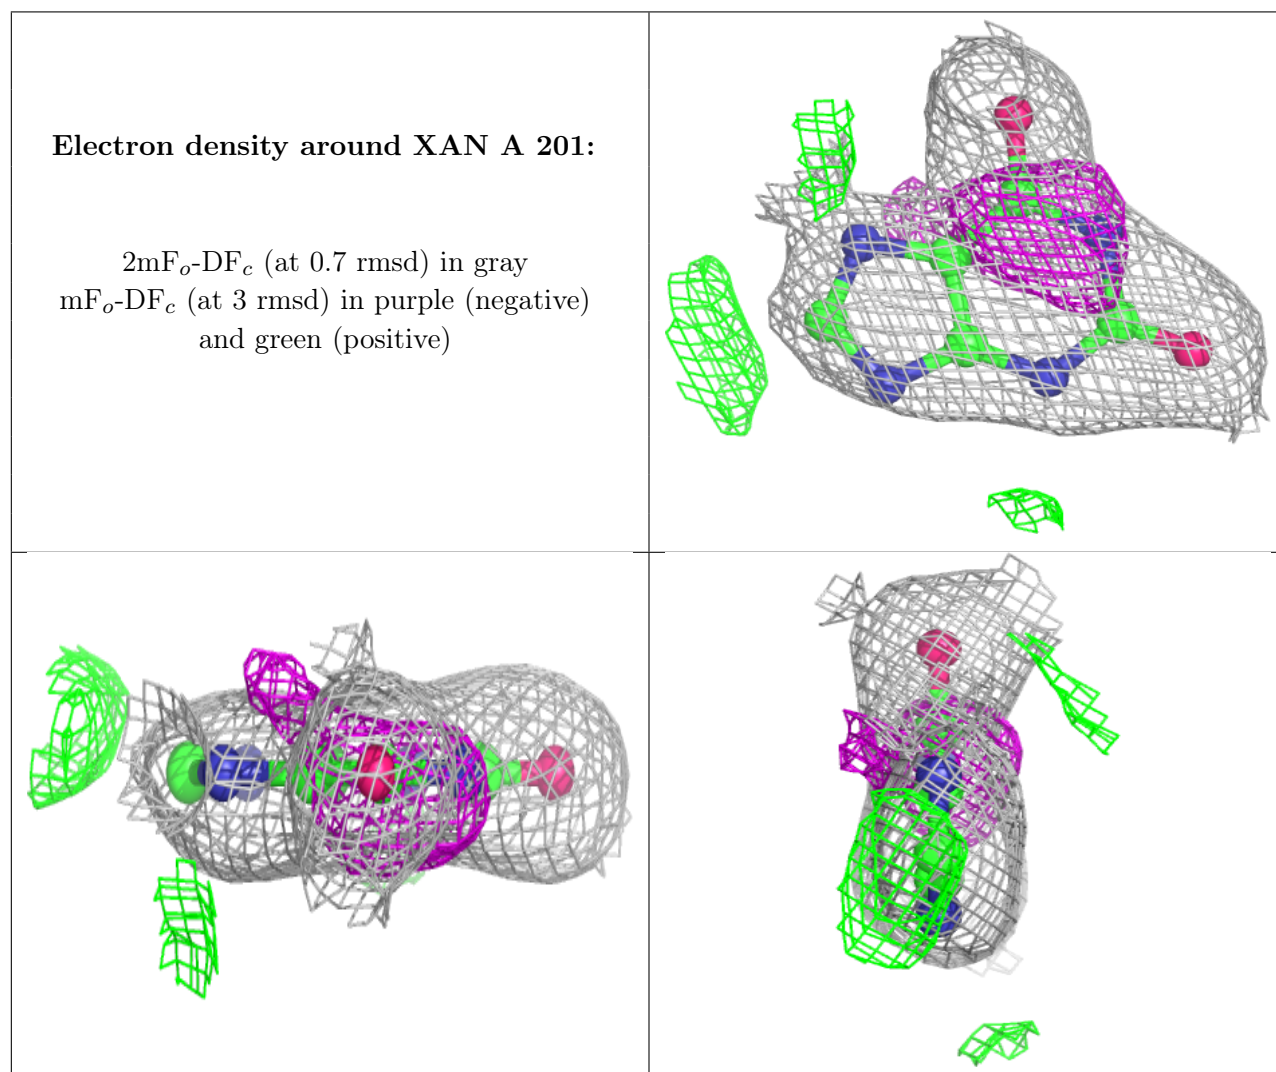 Electron density around XAN A 201:
2mFo-DFc (at 0.7 rmsd) in gray
mFo-DFc (at 3 rmsd) in purple (negative)
and green (positive)